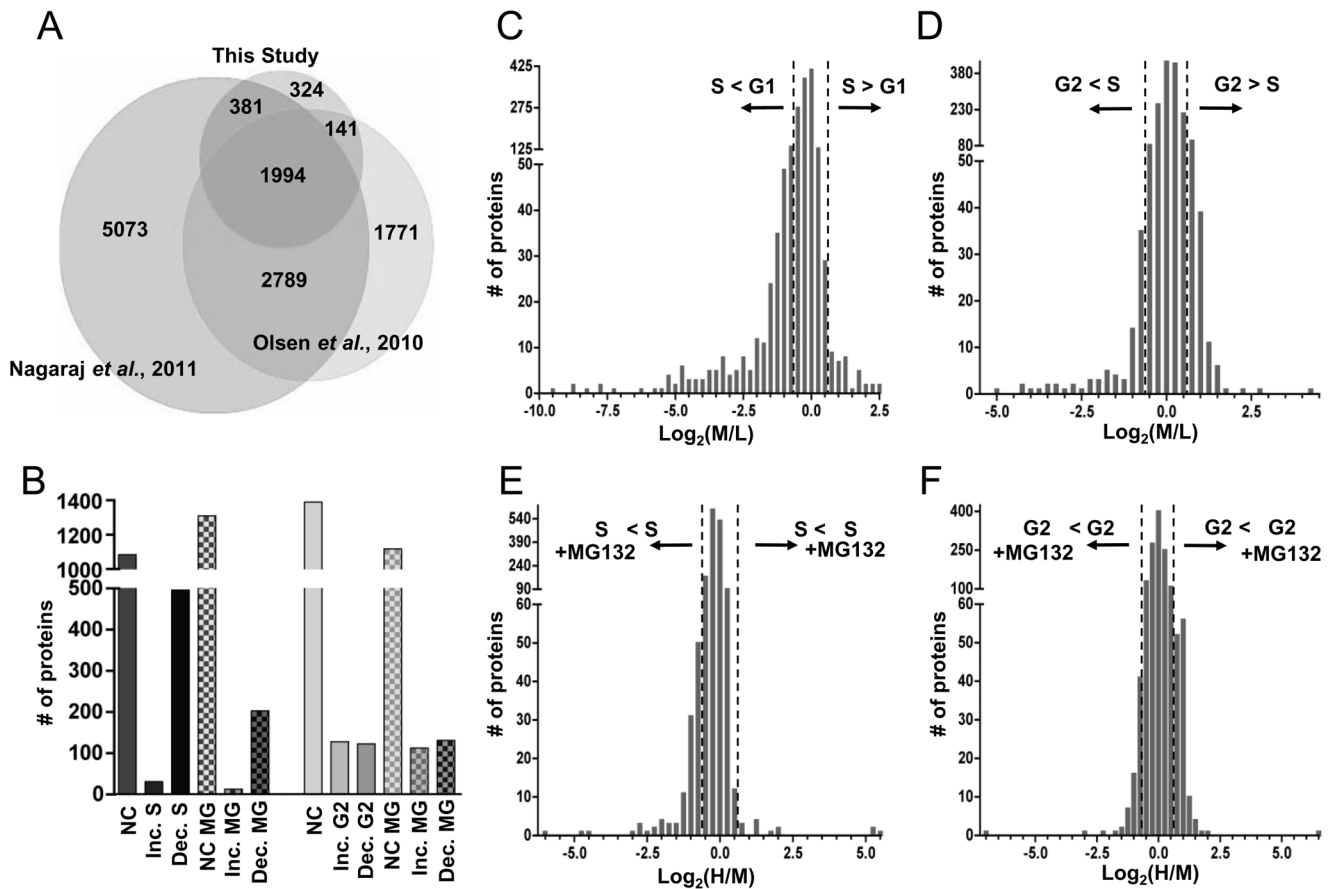 A
This Study
324
381
141
1994
5073
1771
2789
Olsen et al., 2010
Nagaraj et al., 2011
B
# of proteins
1400
1300
1200
1100
1000
500
400
300
200
100
0
NC
Inc. S
Dec. S
NC MG
Inc. MG
Dec. MG
NC
Inc. G2
Dec. G2
NC MG
Inc. MG
Dec. MG
C
S < G1
S > G1
# of proteins
425
275
125
50
40
30
20
10
0
-10.0 -7.5 -5.0 -2.5 0.0 2.5
Log2(M/L)
D
G2 < S
G2 > S
# of proteins
380
230
80
50
40
30
20
10
0
-5.0 -2.5 0.0 2.5
Log2(M/L)
E
S < S
+MG132
S < S
+MG132
# of proteins
540
390
240
90
60
50
40
30
20
10
0
-5.0 -2.5 0.0 2.5 5.0
Log2(H/M)
F
G2 < G2
+MG132
G2 < G2
+MG132
# of proteins
400
250
100
60
50
40
30
20
10
0
-5.0 -2.5 0.0 2.5 5.0
Log2(H/M)